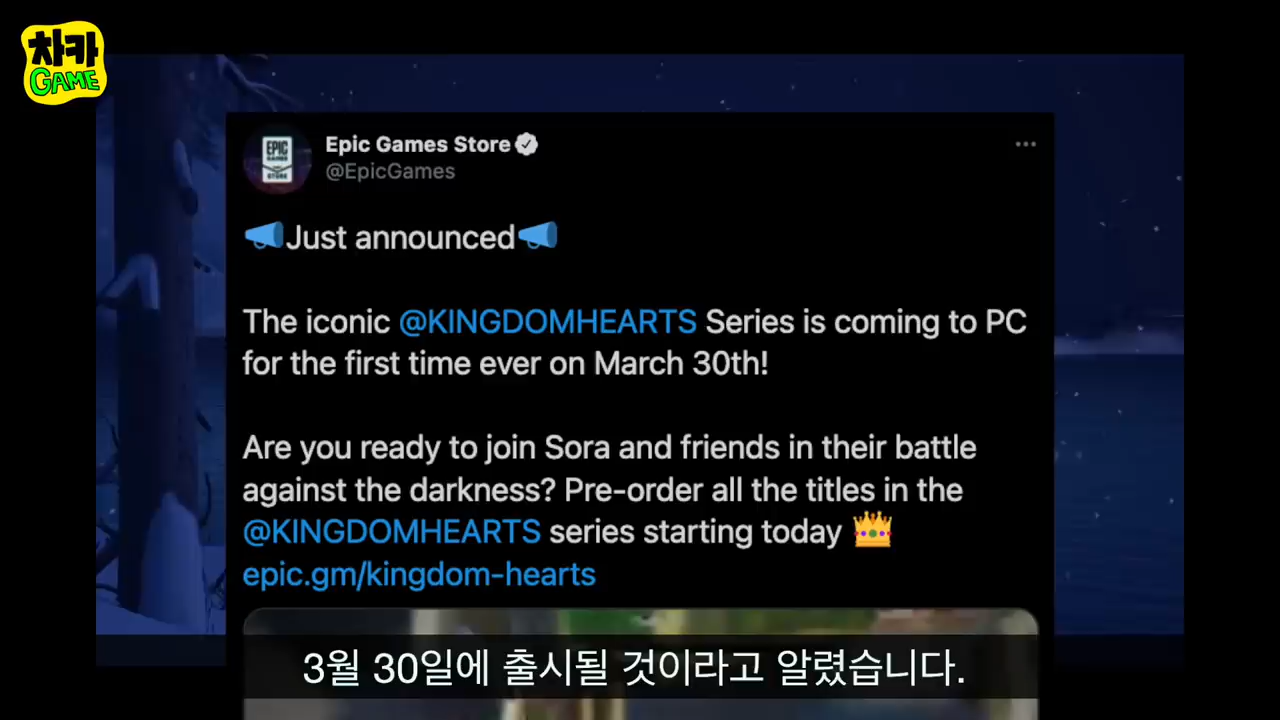 차카
GAME
EPIC
GAMES
STORE
Epic Games Store
@EpicGames
📣Just announced📣
The iconic @KINGDOMHEARTS Series is coming to PC
for the first time ever on March 30th!
Are you ready to join Sora and friends in their battle
against the darkness? Pre-order all the titles in the
@KINGDOMHEARTS series starting today 👑
epic.gm/kingdom-hearts
3월 30일에 출시될 것이라고 알렸습니다.